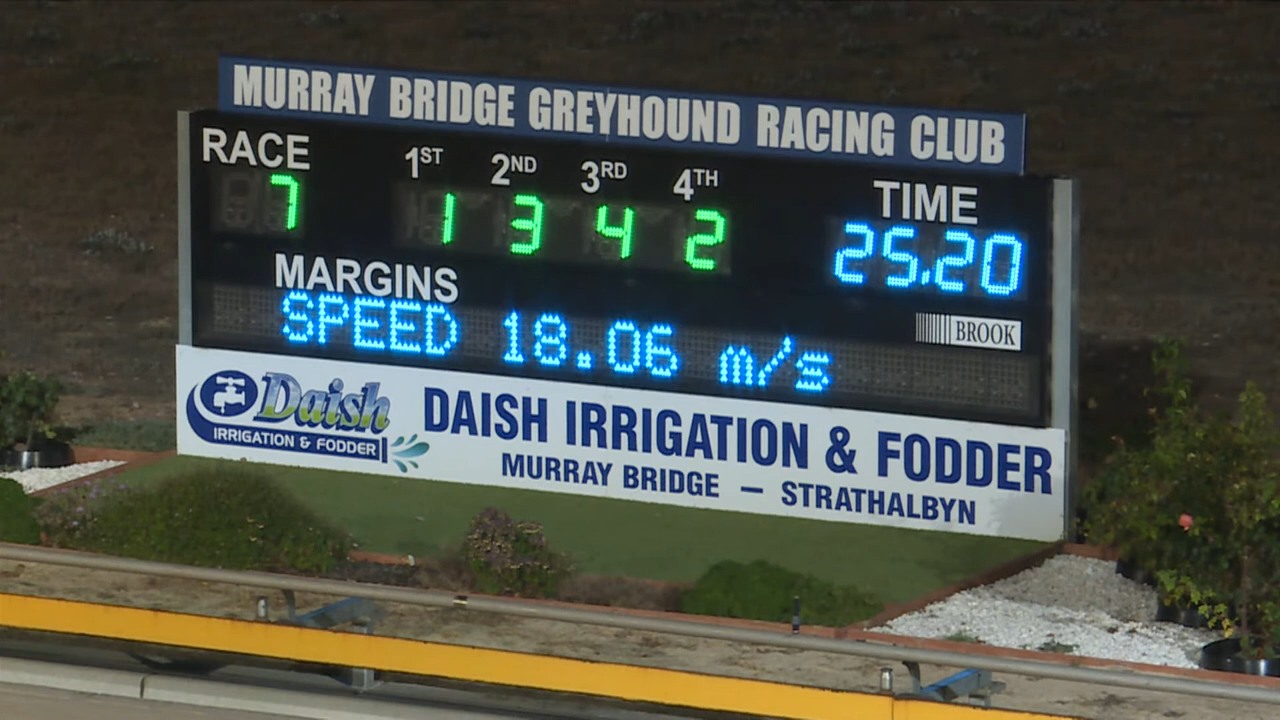 MURRAY BRIDGE GREYHOUND RACING CLUB
RACE 1ST 2ND 3RD 4TH TIME
7 1 3 4 2 25.20
MARGINS
SPEED 18.06 m/s
BROOK
Daish
IRRIGATION & FODDER
DAISH IRRIGATION & FODDER
MURRAY BRIDGE – STRATHALBYN